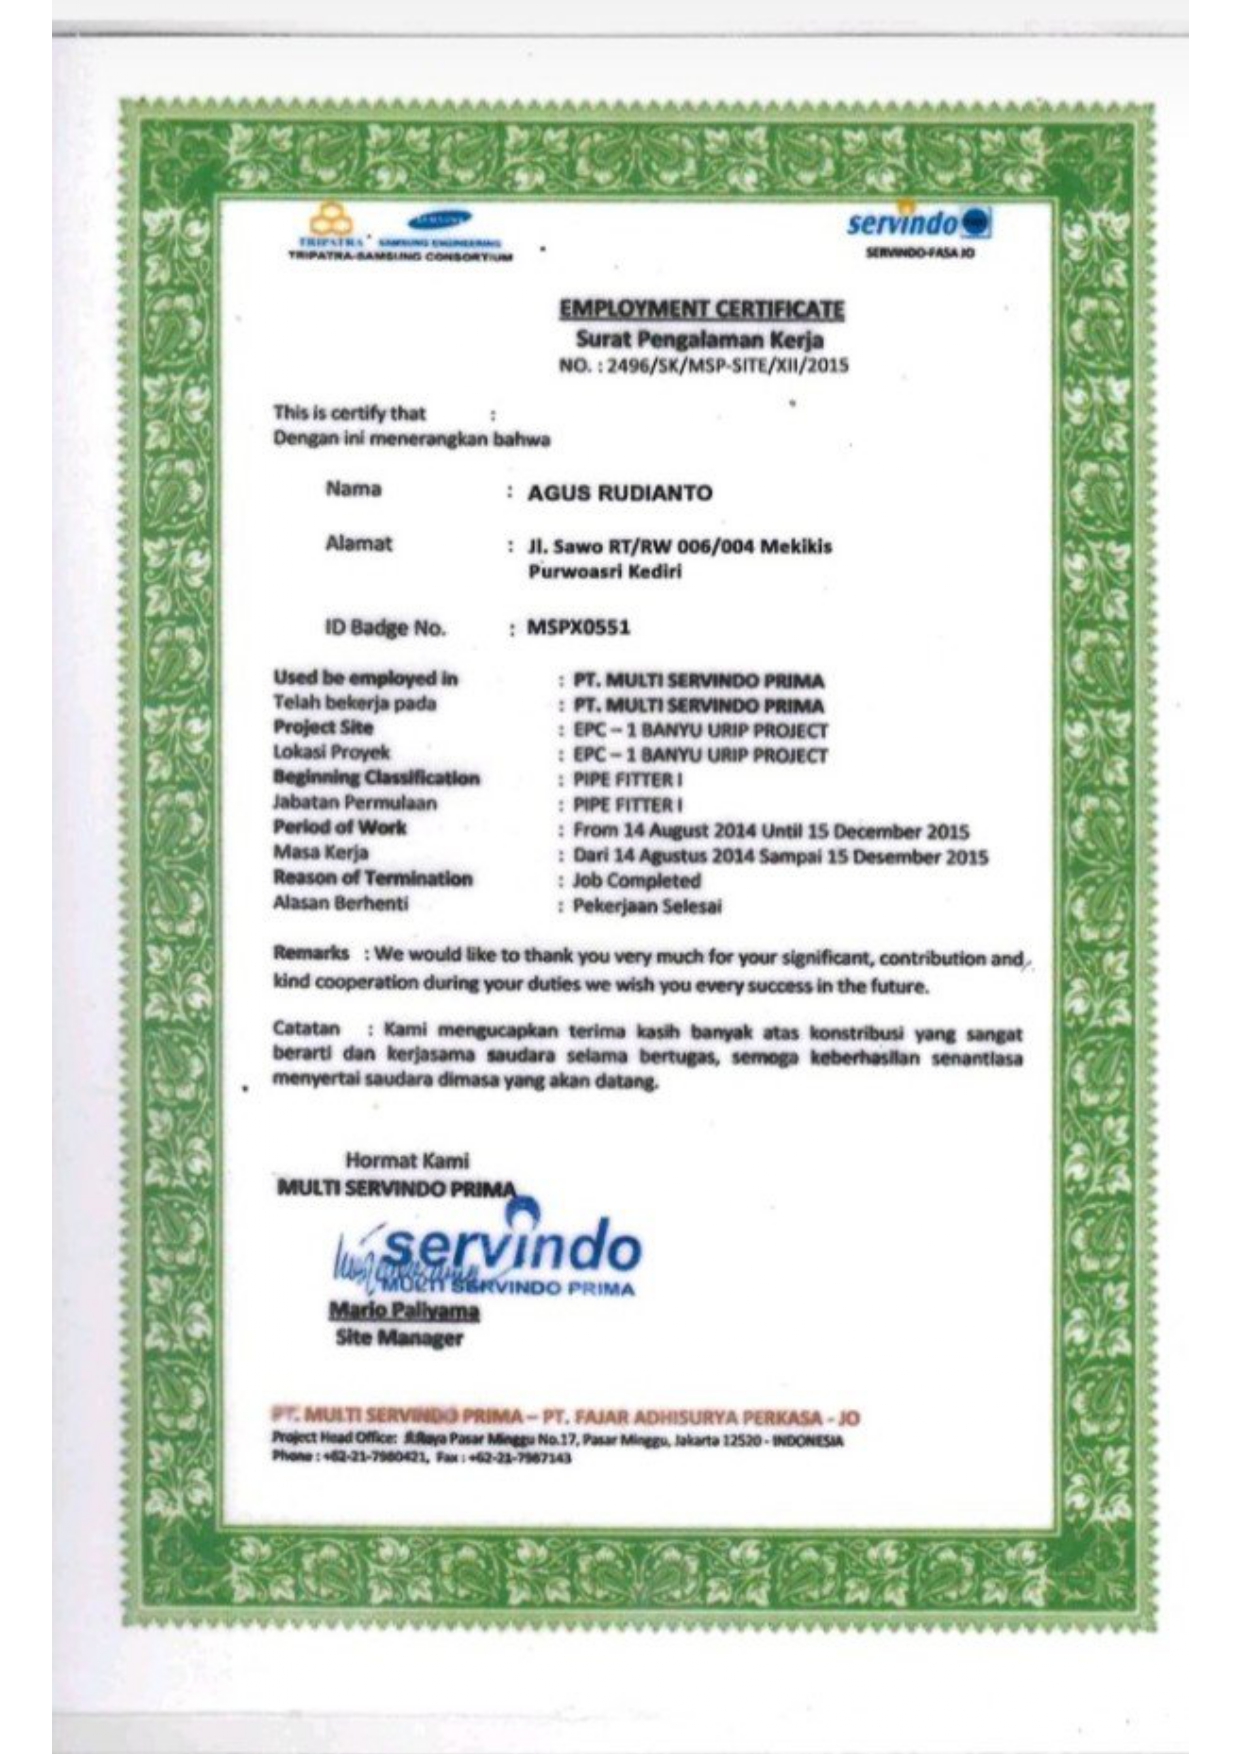 TRIPATRA SAMSUNG ENGINEERING
TRIPATRA-SAMSUNG CONSORTIUM
servindo
SERVINDO-FASA JO
EMPLOYMENT CERTIFICATE
Surat Pengalaman Kerja
NO. : 2496/SK/MSP-SITE/XII/2015
This is certify that :
Dengan ini menerangkan bahwa
Nama : AGUS RUDIANTO
Alamat : Jl. Sawo RT/RW 006/004 Mekikis
Purwoasri Kediri
ID Badge No. : MSPX0551
Used be employed in : PT. MULTI SERVINDO PRIMA
Telah bekerja pada : PT. MULTI SERVINDO PRIMA
Project Site : EPC – 1 BANYU URIP PROJECT
Lokasi Proyek : EPC – 1 BANYU URIP PROJECT
Beginning Classification : PIPE FITTER I
Jabatan Permulaan : PIPE FITTER I
Period of Work : From 14 August 2014 Until 15 December 2015
Masa Kerja : Dari 14 Agustus 2014 Sampai 15 Desember 2015
Reason of Termination : Job Completed
Alasan Berhenti : Pekerjaan Selesai
Remarks : We would like to thank you very much for your significant, contribution and
kind cooperation during your duties we wish you every success in the future.
Catatan : Kami mengucapkan terima kasih banyak atas konstribusi yang sangat
berarti dan kerjasama saudara selama bertugas, semoga keberhasilan senantiasa
menyertai saudara dimasa yang akan datang.
Hormat Kami
MULTI SERVINDO PRIMA
servindo
MULTI SERVINDO PRIMA
Mario Paliyama
Site Manager
PT. MULTI SERVINDO PRIMA – PT. FAJAR ADHISURYA PERKASA - JO
Project Head Office: Jl.Raya Pasar Minggu No.17, Pasar Minggu, Jakarta 12520 - INDONESIA
Phone : +62-21-7980421, Fax : +62-21-7987143